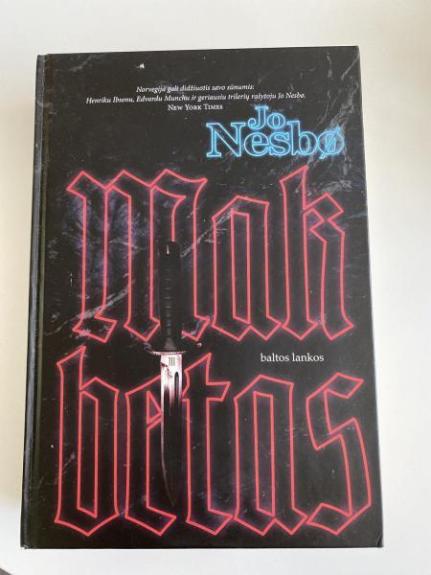 Norvegija gali didžiuotis savo sūnumis:
Henriku Ibsenu, Edvardu Munchu ir geriausiu trilerių rašytoju Jo Nesbø.
NEW YORK TIMES
Jo
Nesbø
Mak
betas
baltos lankos